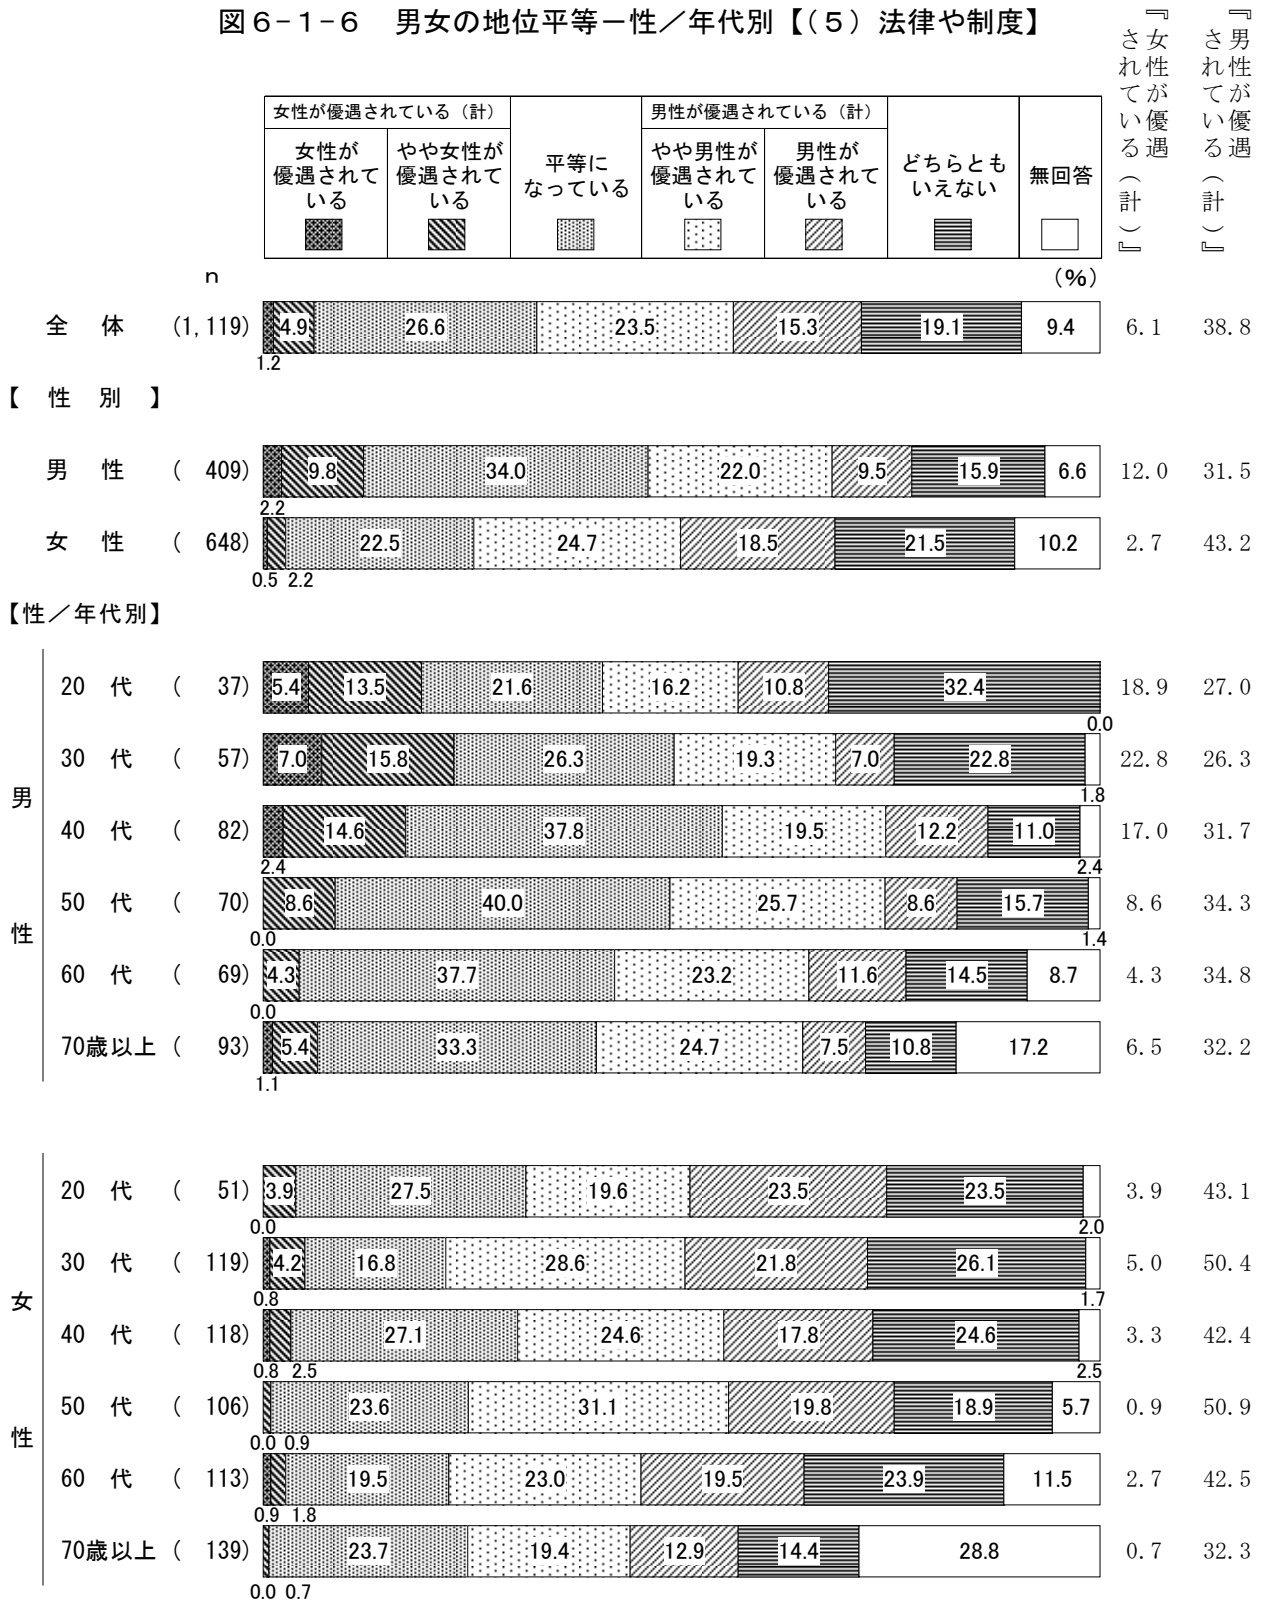 図6-1-6　男女の地位平等－性／年代別【（5）法律や制度】
『女性が優遇されている（計）』
『男性が優遇されている（計）』
女性が優遇されている（計）
男性が優遇されている（計）
女性が優遇されている
やや女性が優遇されている
平等になっている
やや男性が優遇されている
男性が優遇されている
どちらともいえない
無回答
n
（％）
全　体　（1,119） 4.9 26.6 23.5 15.3 19.1 9.4 6.1 38.8
1.2
【　性　別　】
男　性　（　409） 9.8 34.0 22.0 9.5 15.9 6.6 12.0 31.5
2.2
女　性　（　648） 22.5 24.7 18.5 21.5 10.2 2.7 43.2
0.5 2.2
【性／年代別】
男性
20　代　（　37） 5.4 13.5 21.6 16.2 10.8 32.4 18.9 27.0
0.0
30　代　（　57） 7.0 15.8 26.3 19.3 7.0 22.8 22.8 26.3
1.8
40　代　（　82） 14.6 37.8 19.5 12.2 11.0 17.0 31.7
2.4 2.4
50　代　（　70） 8.6 40.0 25.7 8.6 15.7 8.6 34.3
0.0 1.4
60　代　（　69） 4.3 37.7 23.2 11.6 14.5 8.7 4.3 34.8
0.0
70歳以上（　93） 5.4 33.3 24.7 7.5 10.8 17.2 6.5 32.2
1.1
女性
20　代　（　51） 3.9 27.5 19.6 23.5 23.5 3.9 43.1
0.0 2.0
30　代　（　119） 4.2 16.8 28.6 21.8 26.1 5.0 50.4
0.8 1.7
40　代　（　118） 27.1 24.6 17.8 24.6 3.3 42.4
0.8 2.5 2.5
50　代　（　106） 23.6 31.1 19.8 18.9 5.7 0.9 50.9
0.0 0.9
60　代　（　113） 19.5 23.0 19.5 23.9 11.5 2.7 42.5
0.9 1.8
70歳以上（　139） 23.7 19.4 12.9 14.4 28.8 0.7 32.3
0.0 0.7